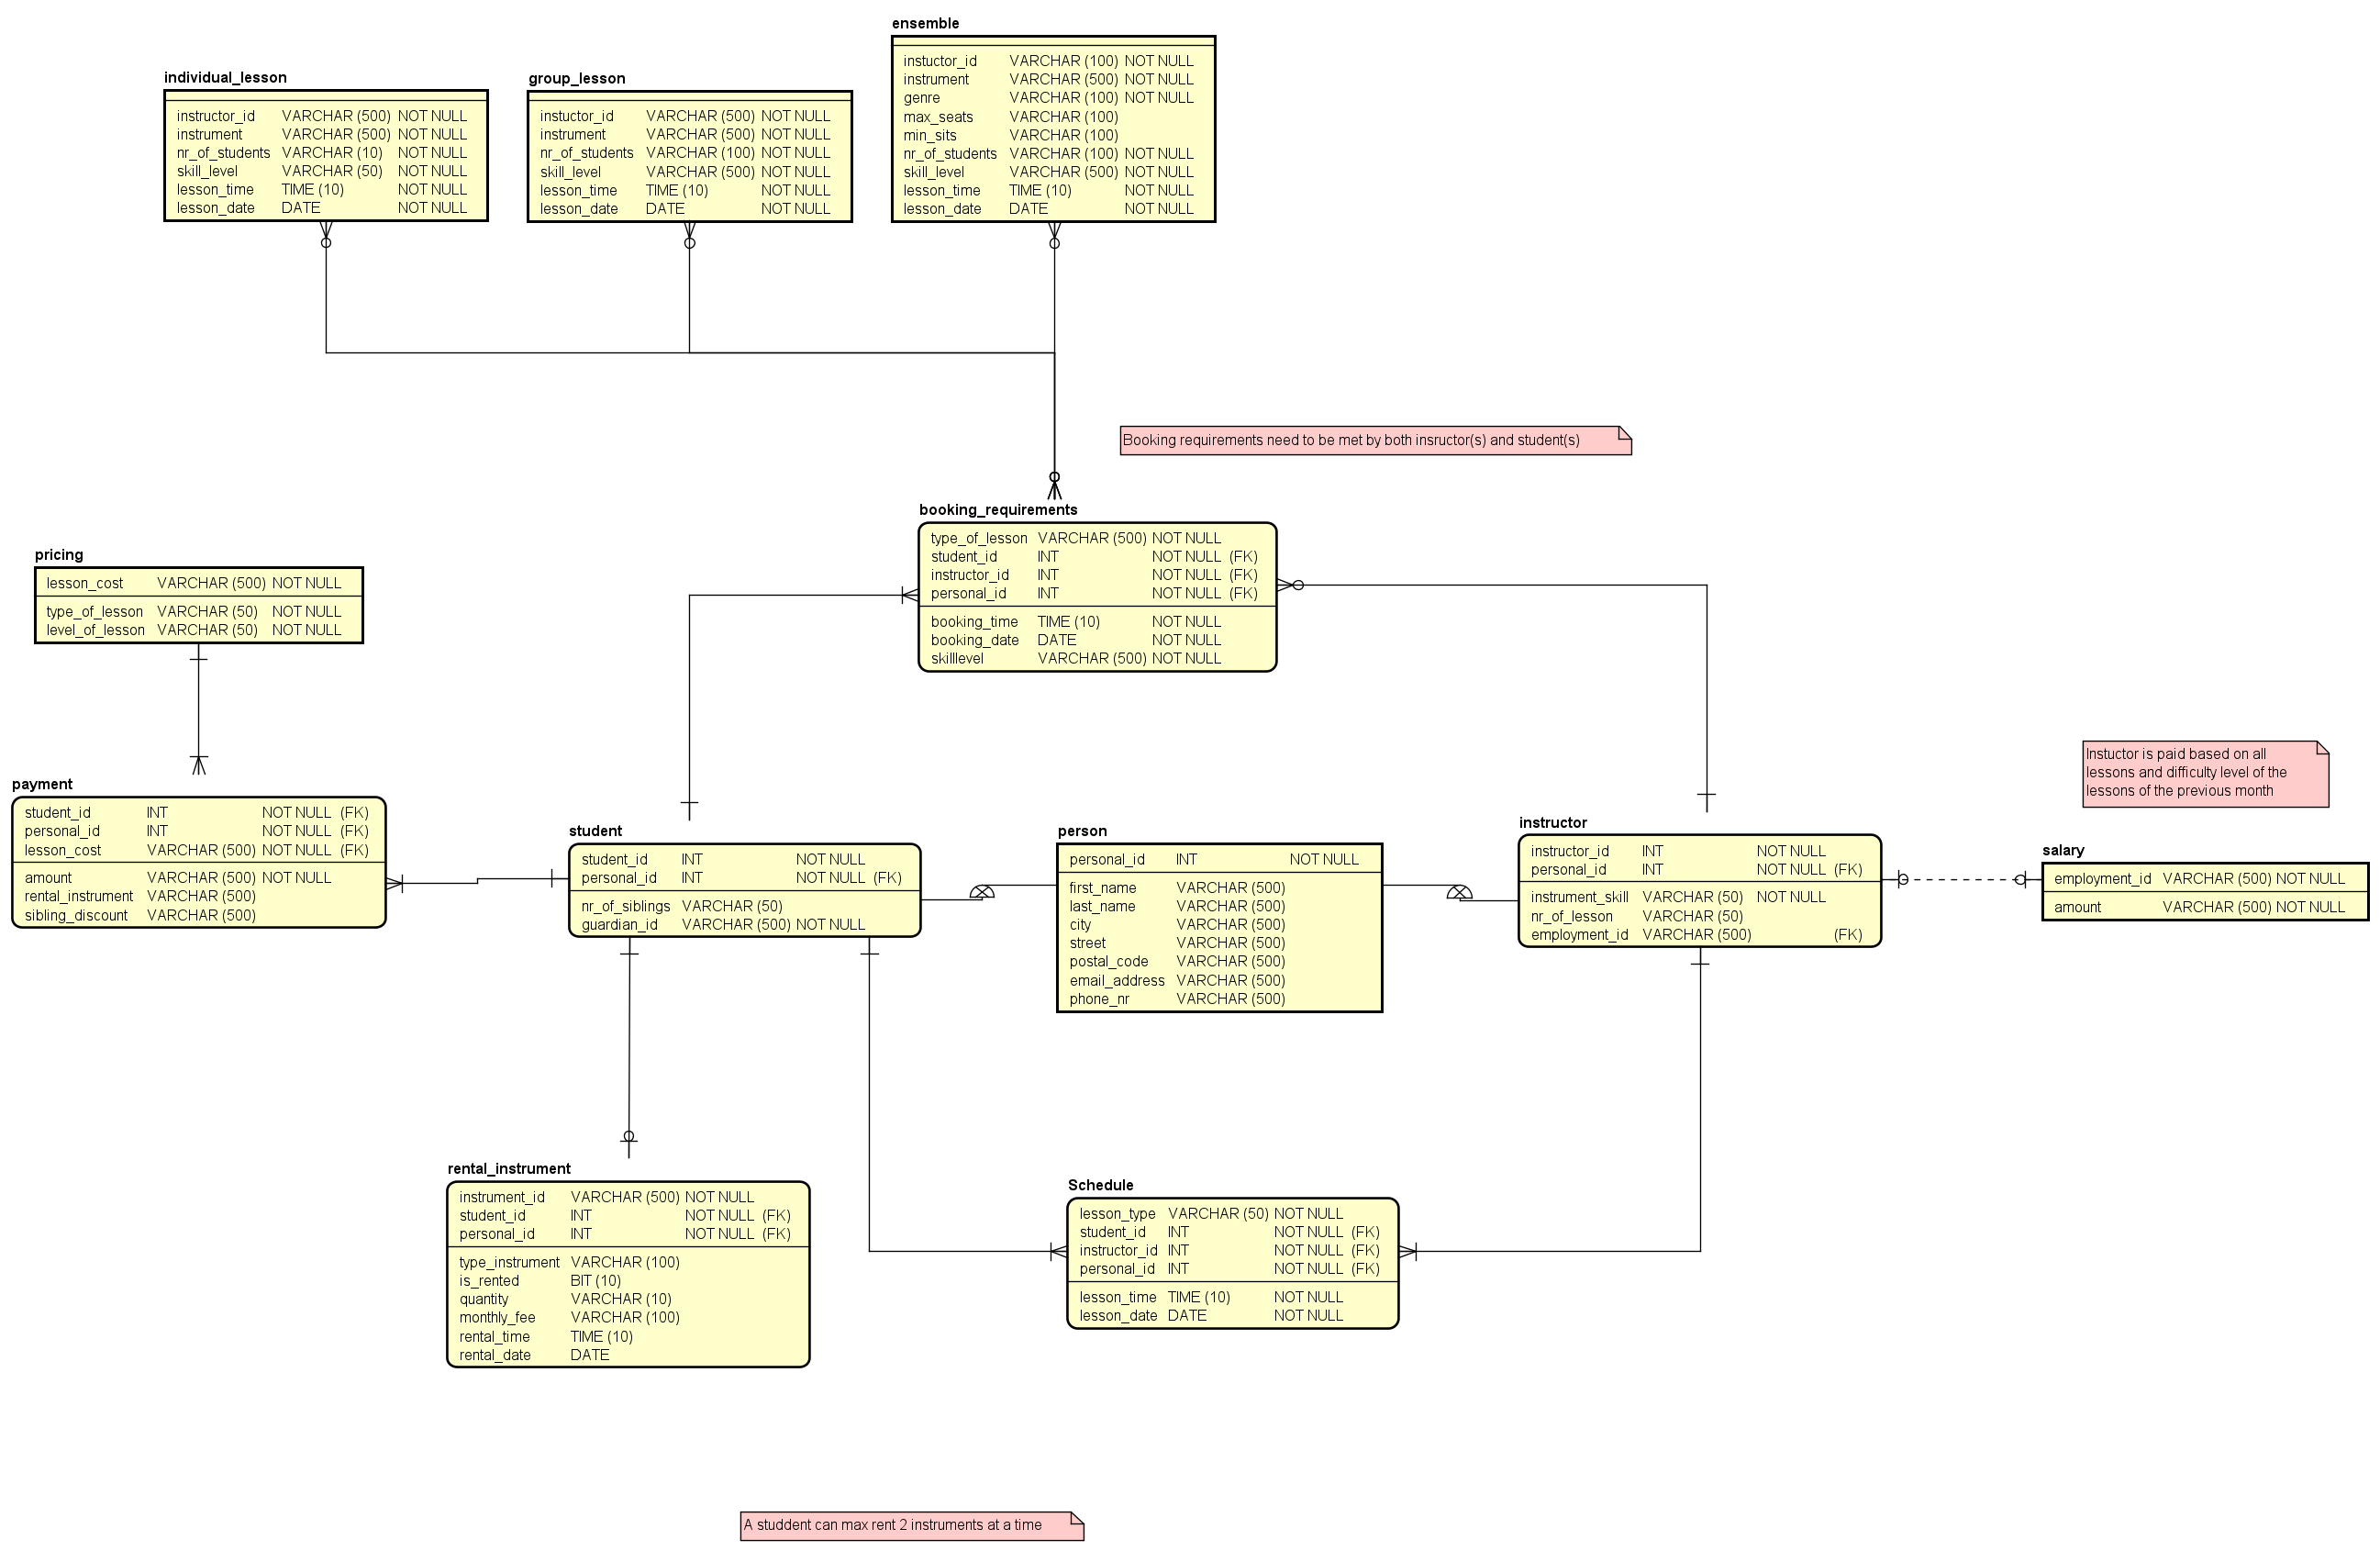 ensemble
instuctor_id VARCHAR (100) NOT NULL
instrument VARCHAR (500) NOT NULL
genre VARCHAR (100) NOT NULL
max_seats VARCHAR (100)
min_sits VARCHAR (100)
nr_of_students VARCHAR (100) NOT NULL
skill_level VARCHAR (500) NOT NULL
lesson_time TIME (10) NOT NULL
lesson_date DATE NOT NULL
individual_lesson
instructor_id VARCHAR (500) NOT NULL
instrument VARCHAR (500) NOT NULL
nr_of_students VARCHAR (10) NOT NULL
skill_level VARCHAR (50) NOT NULL
lesson_time TIME (10) NOT NULL
lesson_date DATE NOT NULL
group_lesson
instuctor_id VARCHAR (500) NOT NULL
instrument VARCHAR (500) NOT NULL
nr_of_students VARCHAR (100) NOT NULL
skill_level VARCHAR (500) NOT NULL
lesson_time TIME (10) NOT NULL
lesson_date DATE NOT NULL
Booking requirements need to be met by both insructor(s) and student(s)
booking_requirements
type_of_lesson VARCHAR (500) NOT NULL
student_id INT NOT NULL (FK)
instructor_id INT NOT NULL (FK)
personal_id INT NOT NULL (FK)
booking_time TIME (10) NOT NULL
booking_date DATE NOT NULL
skilllevel VARCHAR (500) NOT NULL
pricing
lesson_cost VARCHAR (500) NOT NULL
type_of_lesson VARCHAR (50) NOT NULL
level_of_lesson VARCHAR (50) NOT NULL
Instuctor is paid based on all
lessons and difficulty level of the
lessons of the previous month
payment
student_id INT NOT NULL (FK)
personal_id INT NOT NULL (FK)
lesson_cost VARCHAR (500) NOT NULL (FK)
amount VARCHAR (500) NOT NULL
rental_instrument VARCHAR (500)
sibling_discount VARCHAR (500)
student
student_id INT NOT NULL
personal_id INT NOT NULL (FK)
nr_of_siblings VARCHAR (50)
guardian_id VARCHAR (500) NOT NULL
person
personal_id INT NOT NULL
first_name VARCHAR (500)
last_name VARCHAR (500)
city VARCHAR (500)
street VARCHAR (500)
postal_code VARCHAR (500)
email_address VARCHAR (500)
phone_nr VARCHAR (500)
instructor
instructor_id INT NOT NULL
personal_id INT NOT NULL (FK)
instrument_skill VARCHAR (50) NOT NULL
nr_of_lesson VARCHAR (50)
employment_id VARCHAR (500) (FK)
salary
employment_id VARCHAR (500) NOT NULL
amount VARCHAR (500) NOT NULL
rental_instrument
instrument_id VARCHAR (500) NOT NULL
student_id INT NOT NULL (FK)
personal_id INT NOT NULL (FK)
type_instrument VARCHAR (100)
is_rented BIT (10)
quantity VARCHAR (10)
monthly_fee VARCHAR (100)
rental_time TIME (10)
rental_date DATE
Schedule
lesson_type VARCHAR (50) NOT NULL
student_id INT NOT NULL (FK)
instructor_id INT NOT NULL (FK)
personal_id INT NOT NULL (FK)
lesson_time TIME (10) NOT NULL
lesson_date DATE NOT NULL
A studdent can max rent 2 instruments at a time